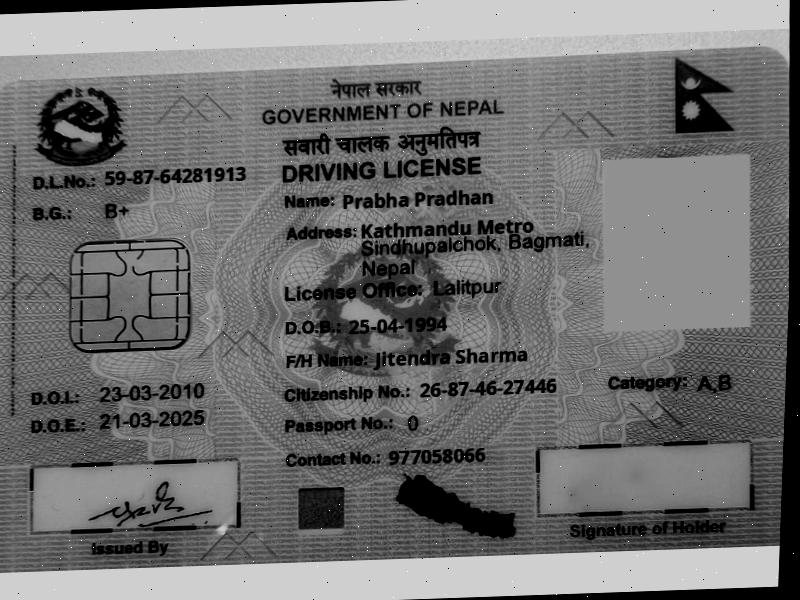 नेपाल सरकार
GOVERNMENT OF NEPAL
सवारी चालक अनुमतिपत्र
DRIVING LICENSE
D.L.No.: 59-87-64281913
B.G.: B+
Name: Prabha Pradhan
Address: Kathmandu Metro
Sindhupalchok, Bagmati,
Nepal
License Office: Lalitpur
D.O.B.: 25-04-1994
F/H Name: Jitendra Sharma
D.O.I.: 23-03-2010
Citizenship No.: 26-87-46-27446
Category: A,B
D.O.E.: 21-03-2025
Passport No.: 0
Contact No.: 977058066
Issued By
Signature of Holder